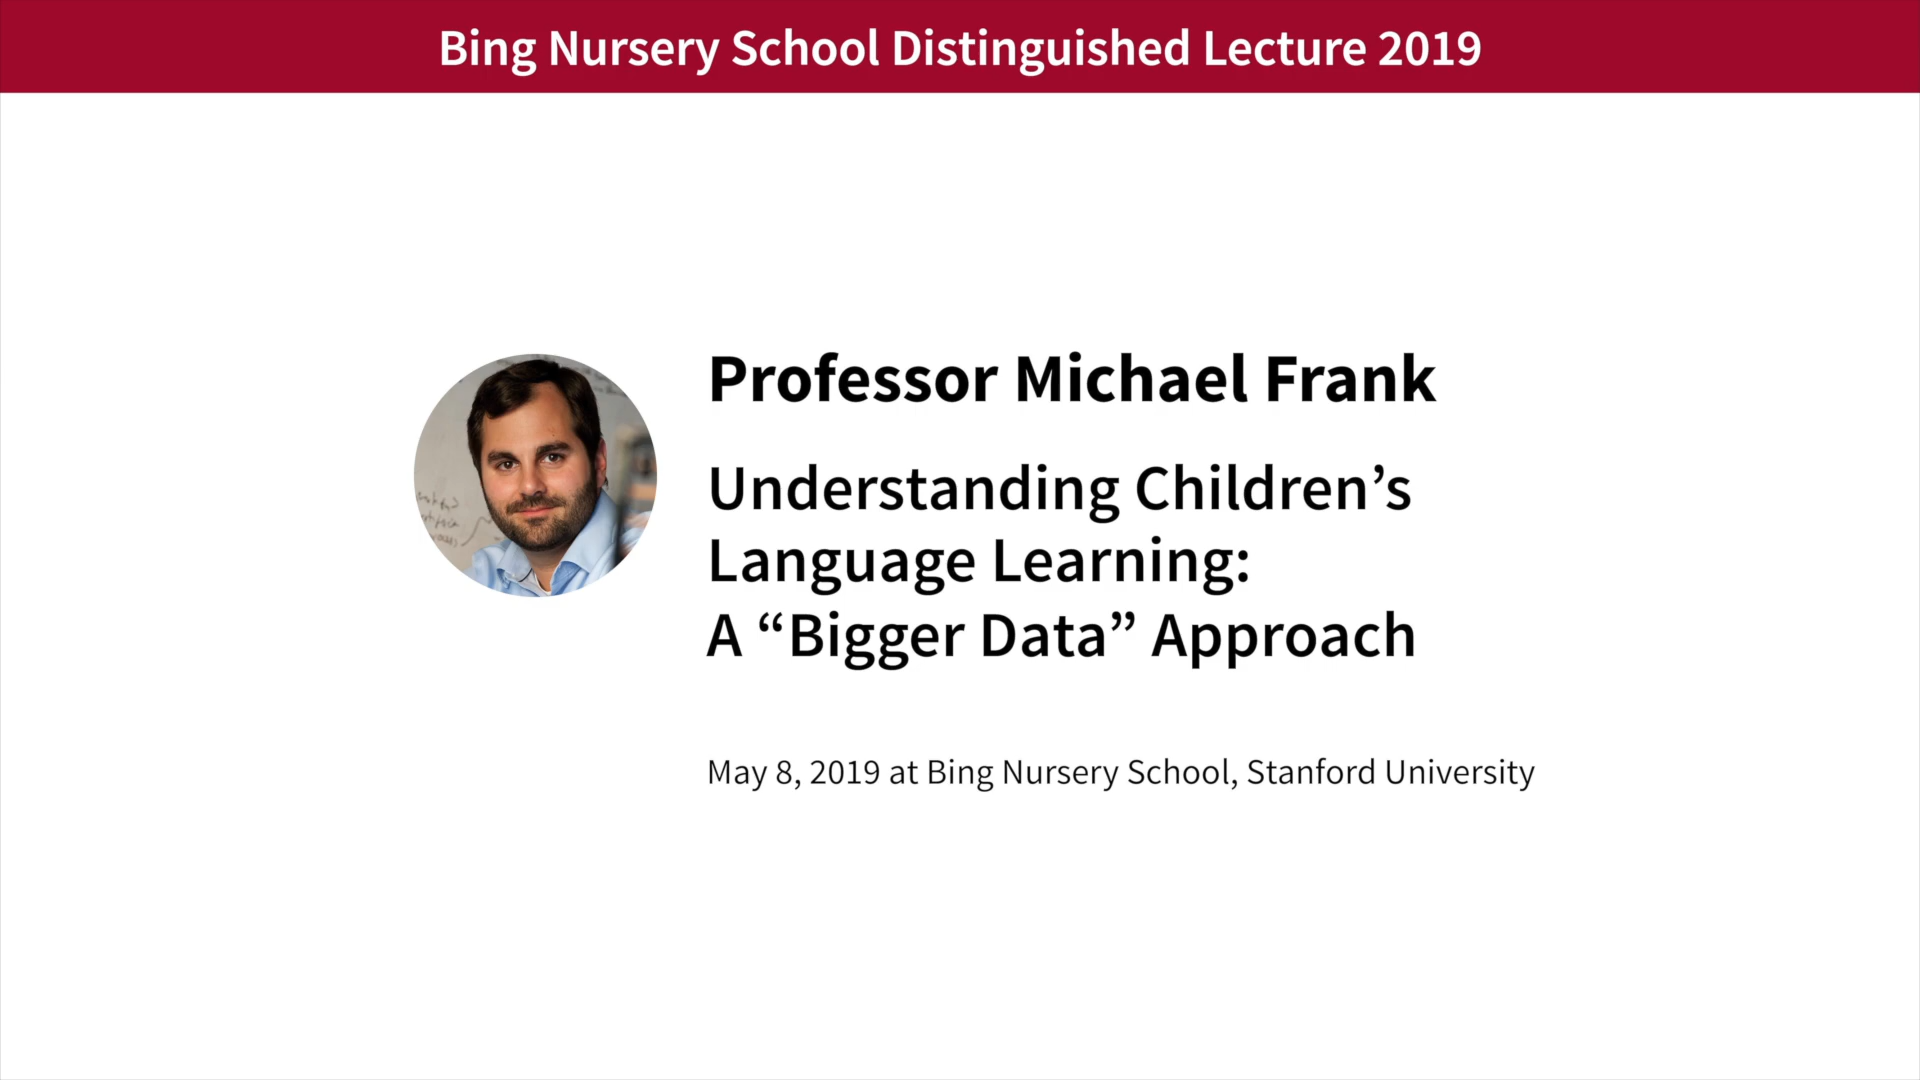 Bing Nursery School Distinguished Lecture 2019
Professor Michael Frank
Understanding Children’s
Language Learning:
A “Bigger Data” Approach
May 8, 2019 at Bing Nursery School, Stanford University